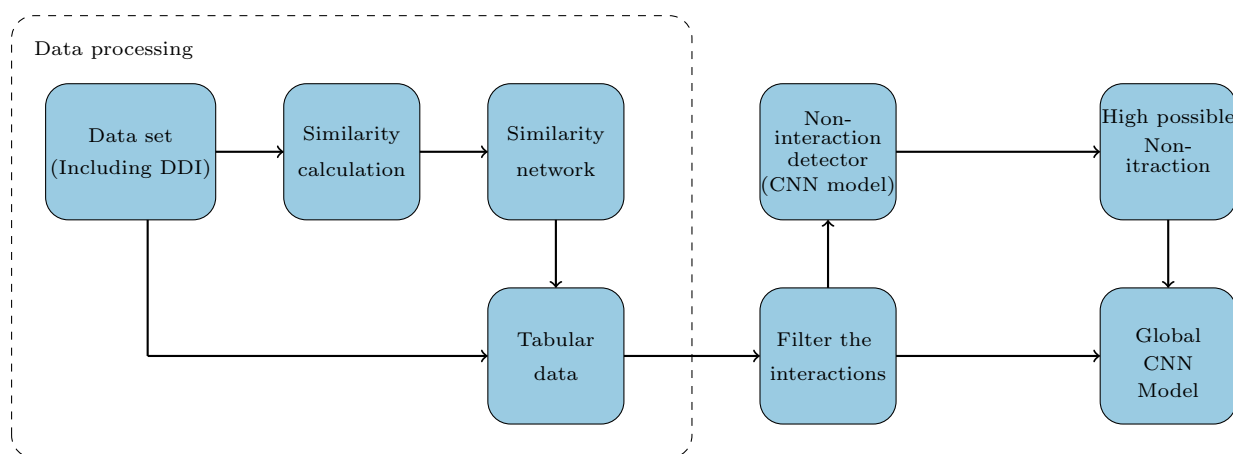 Data processing
Data set
(Including DDI)
Similarity
calculation
Similarity
network
Non-
interaction
detector
(CNN model)
High possible
Non-
itraction
Tabular
data
Filter the
interactions
Global
CNN
Model